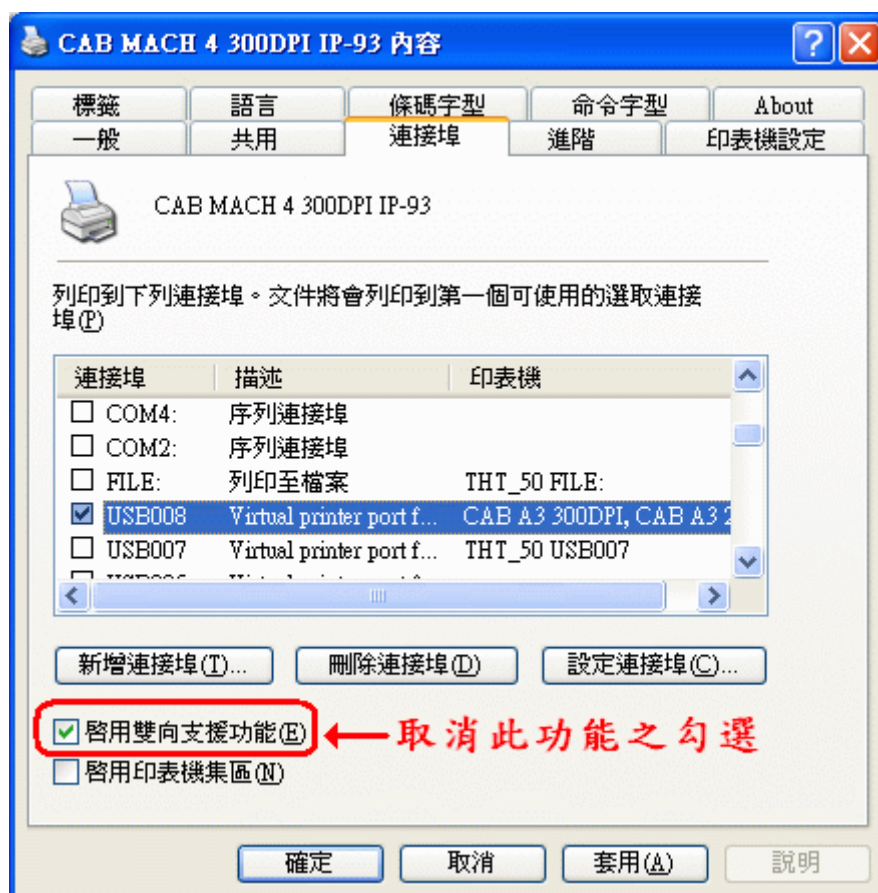 CAB MACH 4 300DPI IP-93 內容
標籤 語言 條碼字型 命令字型 About
一般 共用 連接埠 進階 印表機設定
CAB MACH 4 300DPI IP-93
列印到下列連接埠。文件將會列印到第一個可使用的選取連接
埠(P)
連接埠 描述 印表機
COM4: 序列連接埠
COM2: 序列連接埠
FILE: 列印至檔案 THT_50 FILE:
USB008 Virtual printer port f... CAB A3 300DPI, CAB A3 2
USB007 Virtual printer port f... THT_50 USB007
新增連接埠(T)... 刪除連接埠(D) 設定連接埠(C)...
啓用雙向支援功能(E) 取消此功能之勾選
啓用印表機集區(N)
確定 取消 套用(A) 說明